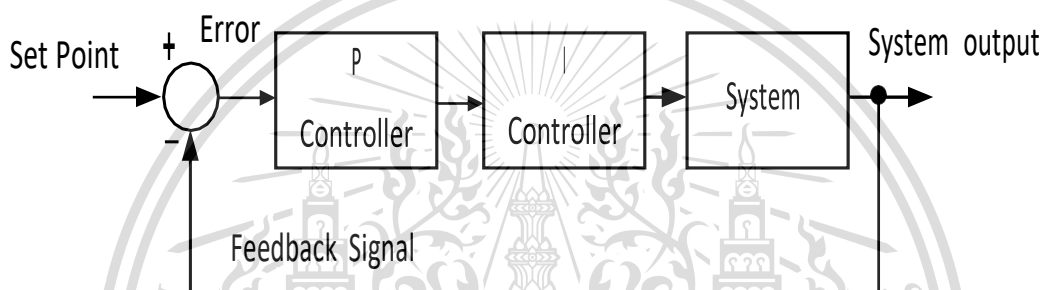 Set Point
+
Error
P
Controller
I
Controller
System
System output
−
Feedback Signal